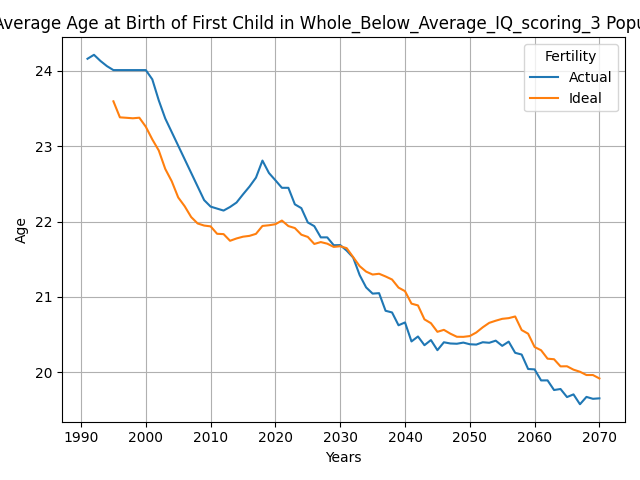 Average Age at Birth of First Child in Whole_Below_Average_IQ_scoring_3
Fertility
Actual
Ideal
24
23
22
21
20
Age
1990
2000
2010
2020
2030
2040
2050
2060
2070
Years